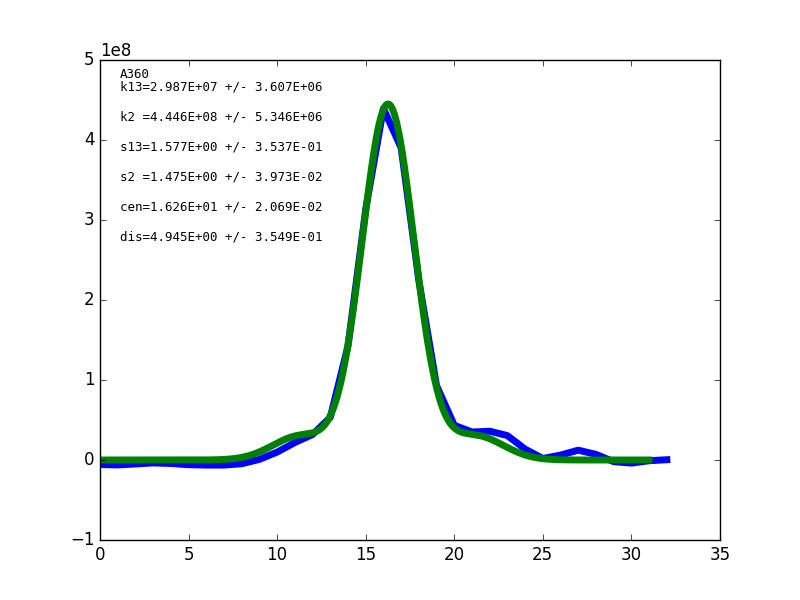 1e8
5
4
3
2
1
0
−1
A360
k13=2.987E+07 +/- 3.607E+06
k2 =4.446E+08 +/- 5.346E+06
s13=1.577E+00 +/- 3.537E-01
s2 =1.475E+00 +/- 3.973E-02
cen=1.626E+01 +/- 2.069E-02
dis=4.945E+00 +/- 3.549E-01
0 5 10 15 20 25 30 35